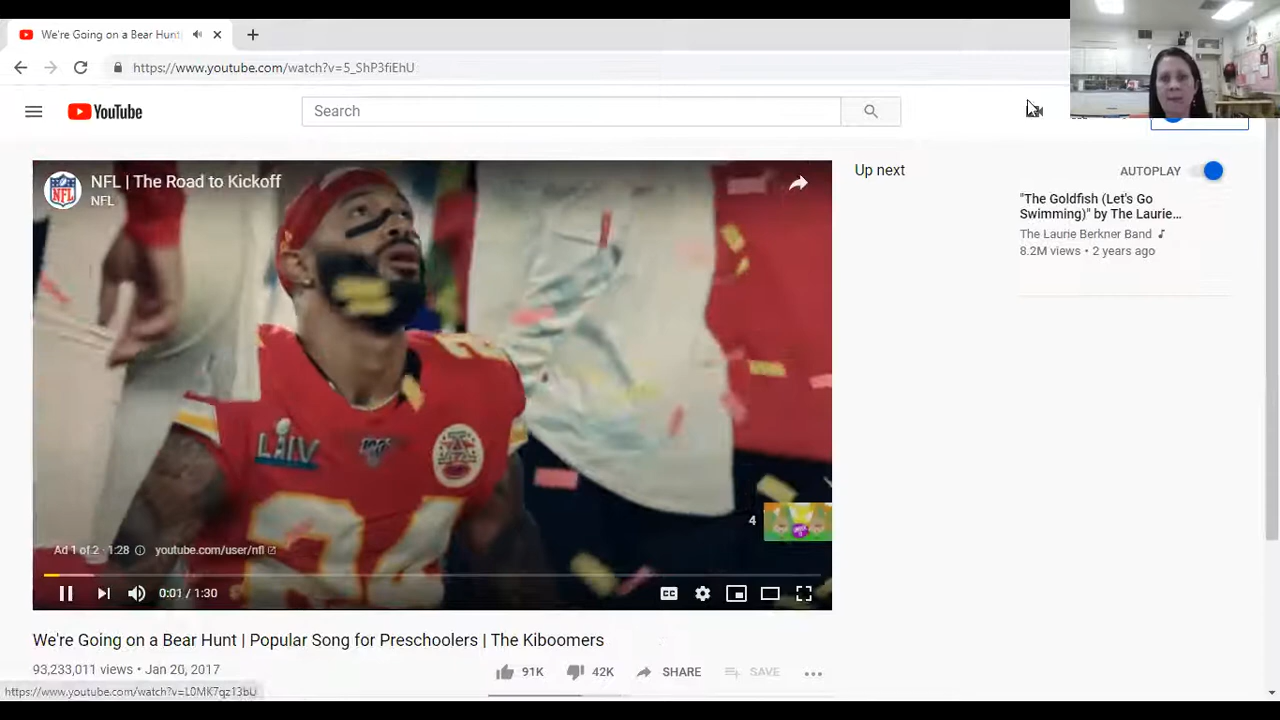 We're Going on a Bear Hunt
https://www.youtube.com/watch?v=5_ShP3fiEhU
YouTube
Search
NFL | The Road to Kickoff
NFL
LIV
Ad 1 of 2 · 1:28 youtube.com/user/nfl
4
0:01 / 1:30
CC
Up next
AUTOPLAY
"The Goldfish (Let's Go
Swimming)" by The Laurie…
The Laurie Berkner Band
8.2M views • 2 years ago
We're Going on a Bear Hunt | Popular Song for Preschoolers | The Kiboomers
93,233,011 views • Jan 20, 2017
91K 42K SHARE SAVE
https://www.youtube.com/watch?v=L0MK7qz13bU